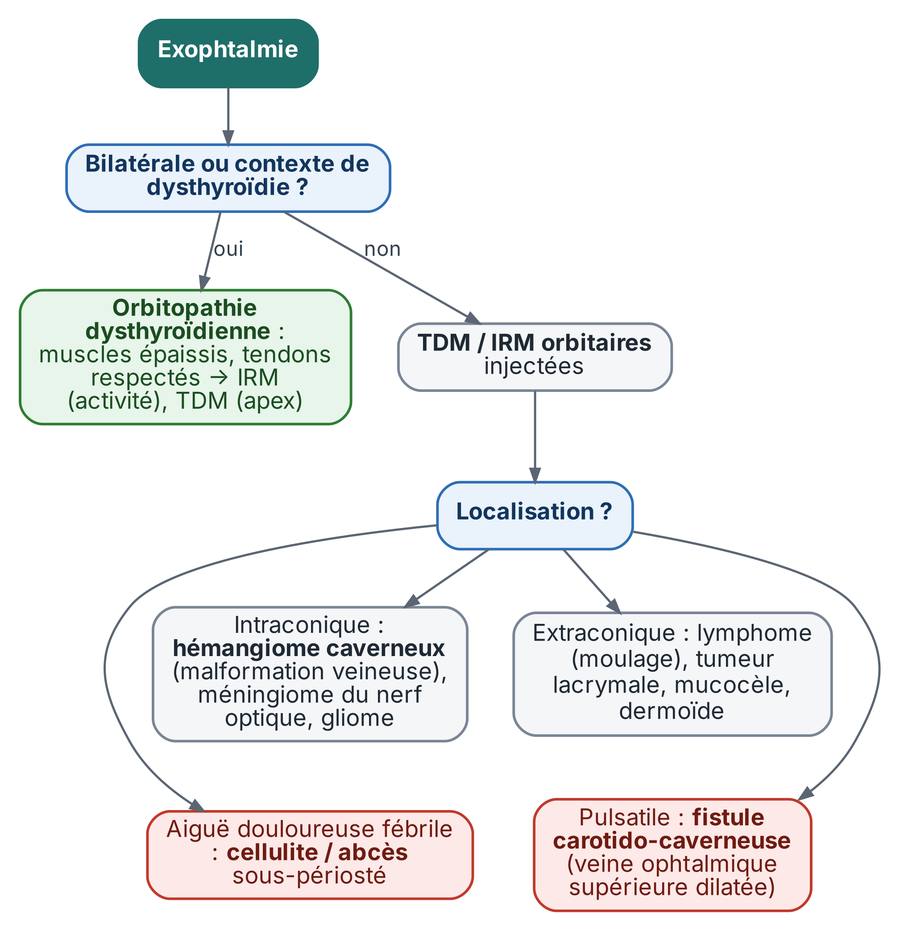 Exophtalmie
Bilatérale ou contexte de
dysthyroïdie ?
oui
non
Orbitopathie
dysthyroïdienne :
muscles épaissis, tendons
respectés → IRM
(activité), TDM (apex)
TDM / IRM orbitaires
injectées
Localisation ?
Intraconique :
hémangiome caverneux
(malformation veineuse),
méningiome du nerf
optique, gliome
Extraconique : lymphome
(moulage), tumeur
lacrymale, mucocèle,
dermoïde
Aiguë douloureuse fébrile
: cellulite / abcès
sous-périosté
Pulsatile : fistule
carotido-caverneuse
(veine ophtalmique
supérieure dilatée)